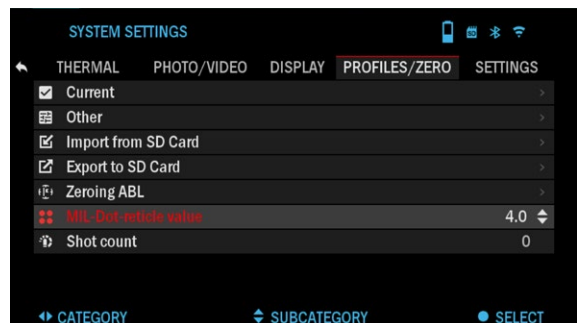 SYSTEM SETTINGS
THERMAL PHOTO/VIDEO DISPLAY PROFILES/ZERO SETTINGS
Current
Other
Import from SD Card
Export to SD Card
Zeroing ABL
MIL-Dot-reticle value 4.0
Shot count 0
CATEGORY SUBCATEGORY SELECT